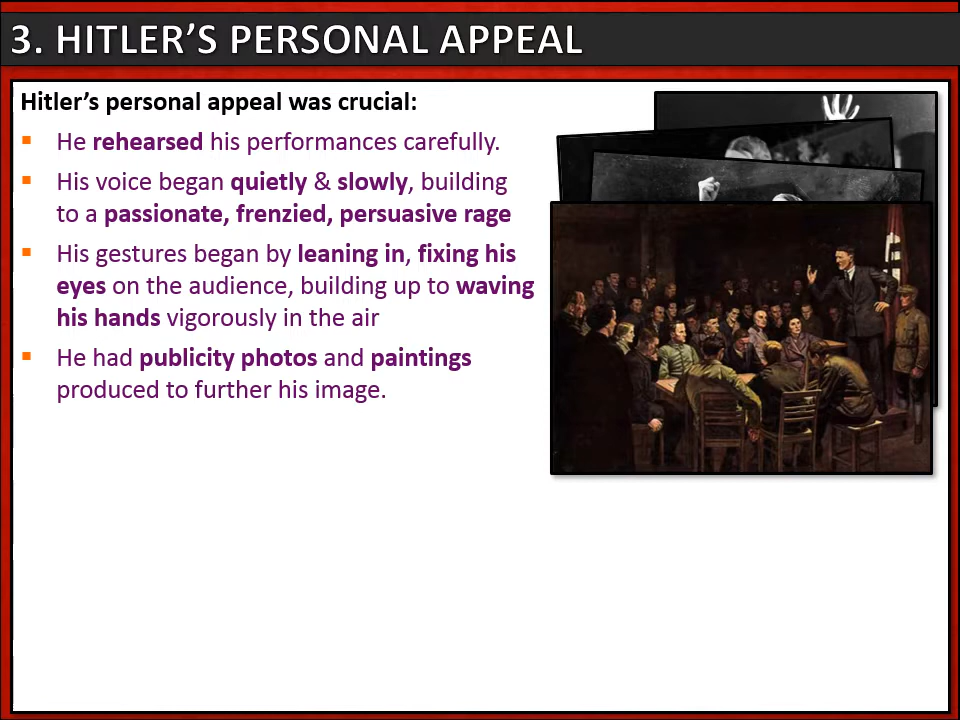 3. HITLER’S PERSONAL APPEAL
Hitler’s personal appeal was crucial:
▪ He rehearsed his performances carefully.
▪ His voice began quietly & slowly, building
to a passionate, frenzied, persuasive rage
▪ His gestures began by leaning in, fixing his
eyes on the audience, building up to waving
his hands vigorously in the air
▪ He had publicity photos and paintings
produced to further his image.